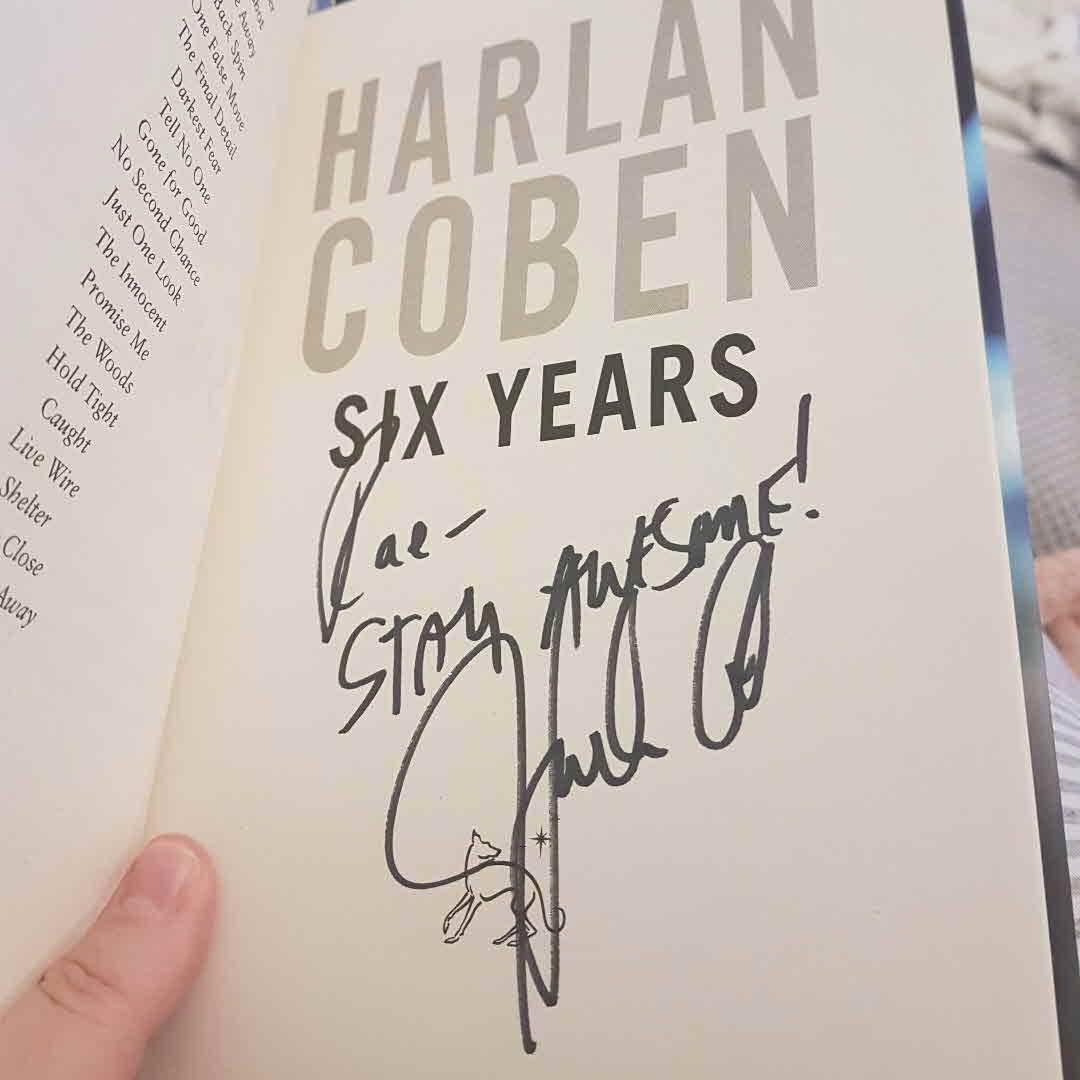 Back Spin
One False Move
The Final Detail
Darkest Fear
Tell No One
Gone for Good
No Second Chance
Just One Look
The Innocent
Promise Me
The Woods
Hold Tight
Caught
Live Wire
Shelter
Close
Away
HARLAN
COBEN
SIX YEARS
Rae-
STAY AWESOME!